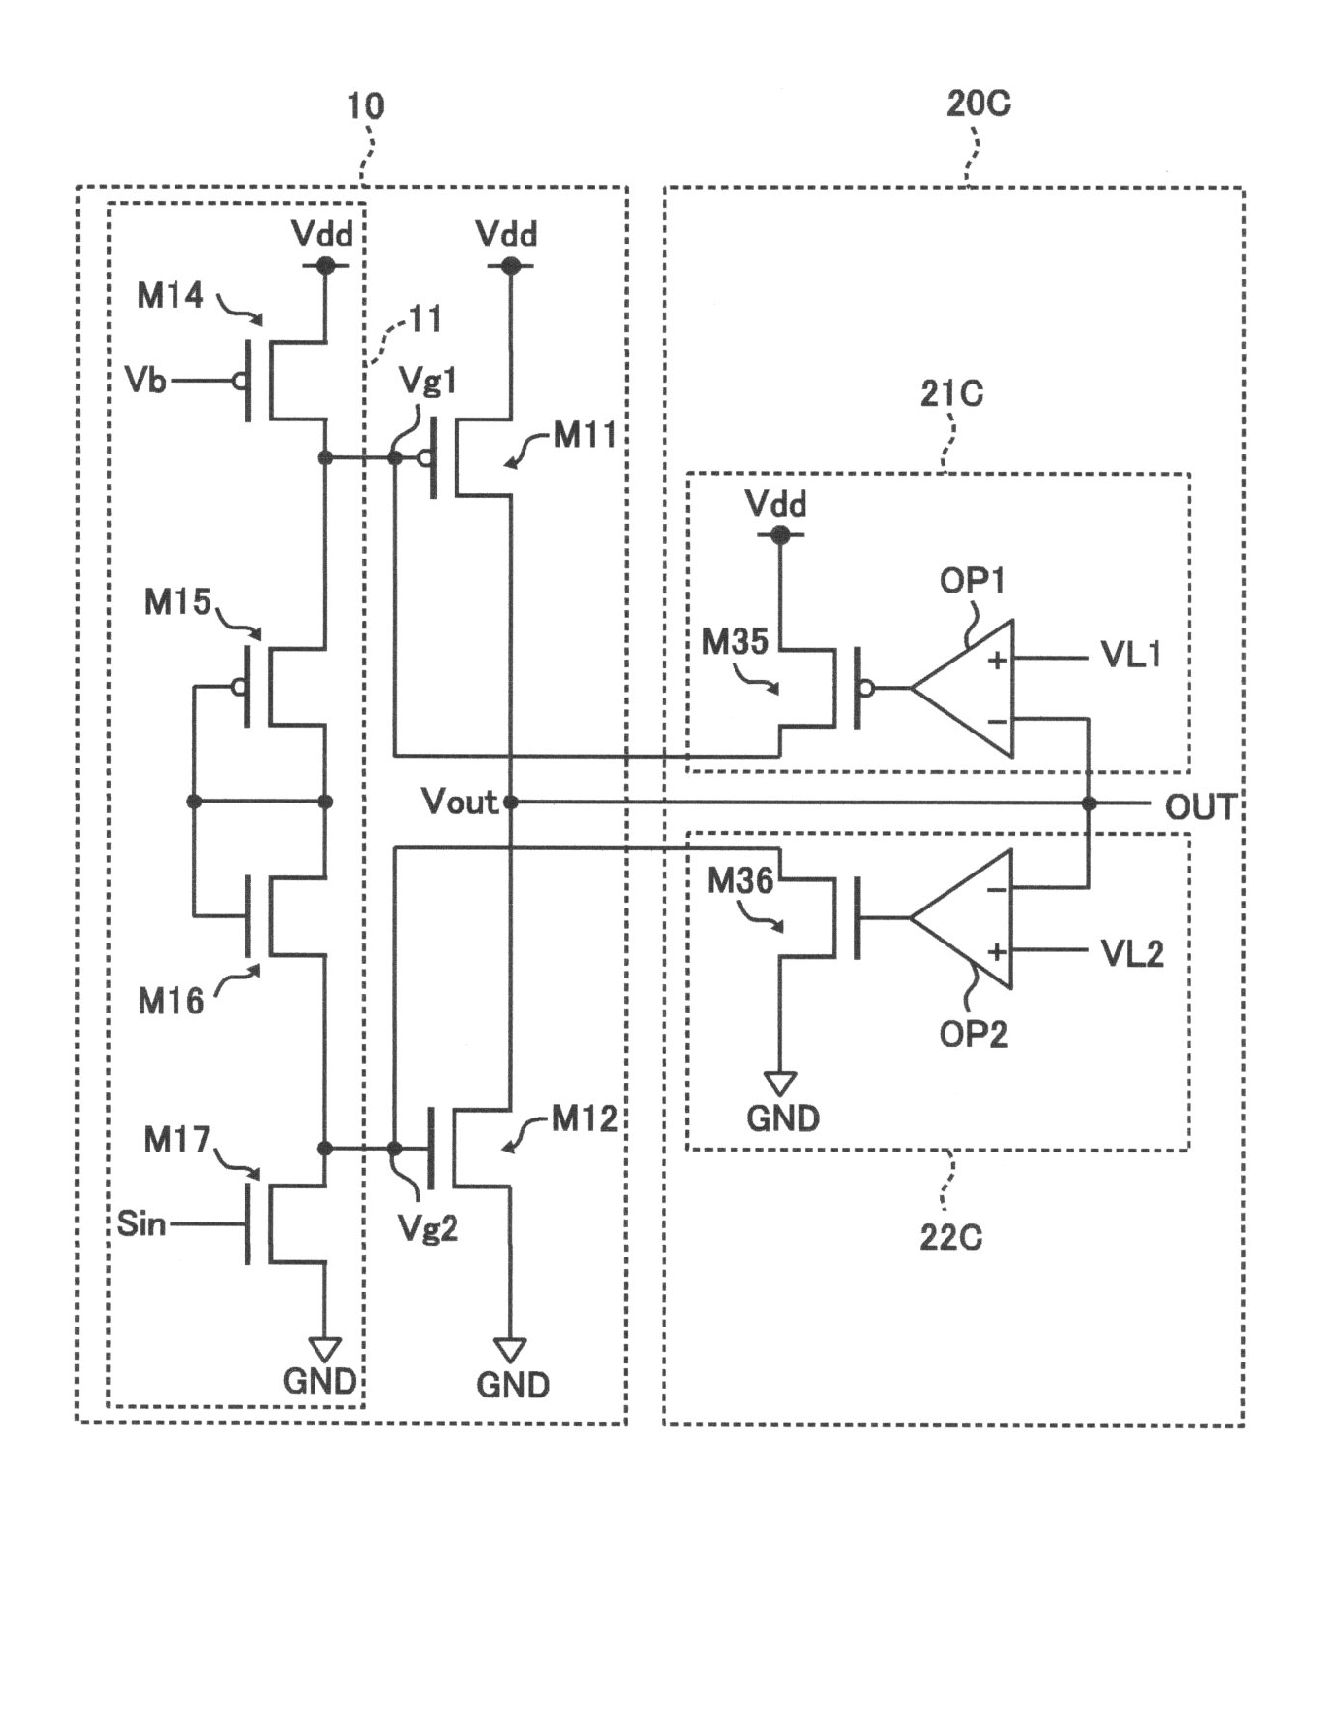 10
20C
Vdd
Vdd
M14
11
Vb
Vg1
M11
21C
Vdd
OP1
M15
M35
+
VL1
−
Vout
OUT
M36
−
+
VL2
M16
OP2
GND
M12
M17
Sin
Vg2
22C
GND
GND